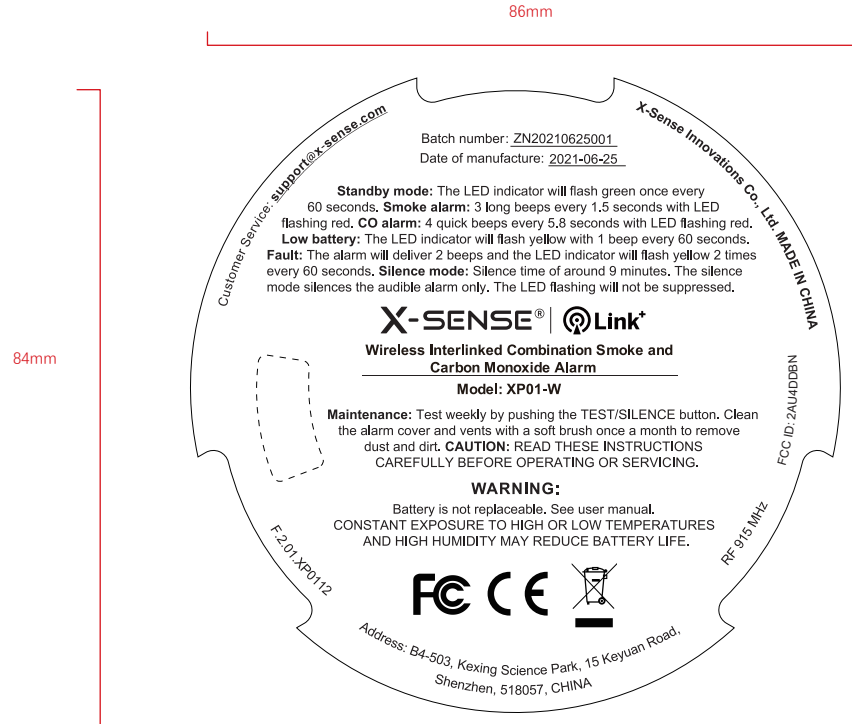 86mm
84mm
Customer Service: support@x-sense.com
X-Sense Innovations Co., Ltd. MADE IN CHINA
Batch number: ZN20210625001
Date of manufacture: 2021-06-25
Standby mode: The LED indicator will flash green once every
60 seconds. Smoke alarm: 3 long beeps every 1.5 seconds with LED
flashing red. CO alarm: 4 quick beeps every 5.8 seconds with LED flashing red.
Low battery: The LED indicator will flash yellow with 1 beep every 60 seconds.
Fault: The alarm will deliver 2 beeps and the LED indicator will flash yellow 2 times
every 60 seconds. Silence mode: Silence time of around 9 minutes. The silence
mode silences the audible alarm only. The LED flashing will not be suppressed.
X-SENSE® | Link+
Wireless Interlinked Combination Smoke and
Carbon Monoxide Alarm
Model: XP01-W
Maintenance: Test weekly by pushing the TEST/SILENCE button. Clean
the alarm cover and vents with a soft brush once a month to remove
dust and dirt. CAUTION: READ THESE INSTRUCTIONS
CAREFULLY BEFORE OPERATING OR SERVICING.
FCC ID: 2AU4DDBN
WARNING:
Battery is not replaceable. See user manual.
CONSTANT EXPOSURE TO HIGH OR LOW TEMPERATURES
AND HIGH HUMIDITY MAY REDUCE BATTERY LIFE.
F.2.01.XP0112
RF 915 MHz
FC CE
Address: B4-503, Kexing Science Park, 15 Keyuan Road,
Shenzhen, 518057, CHINA